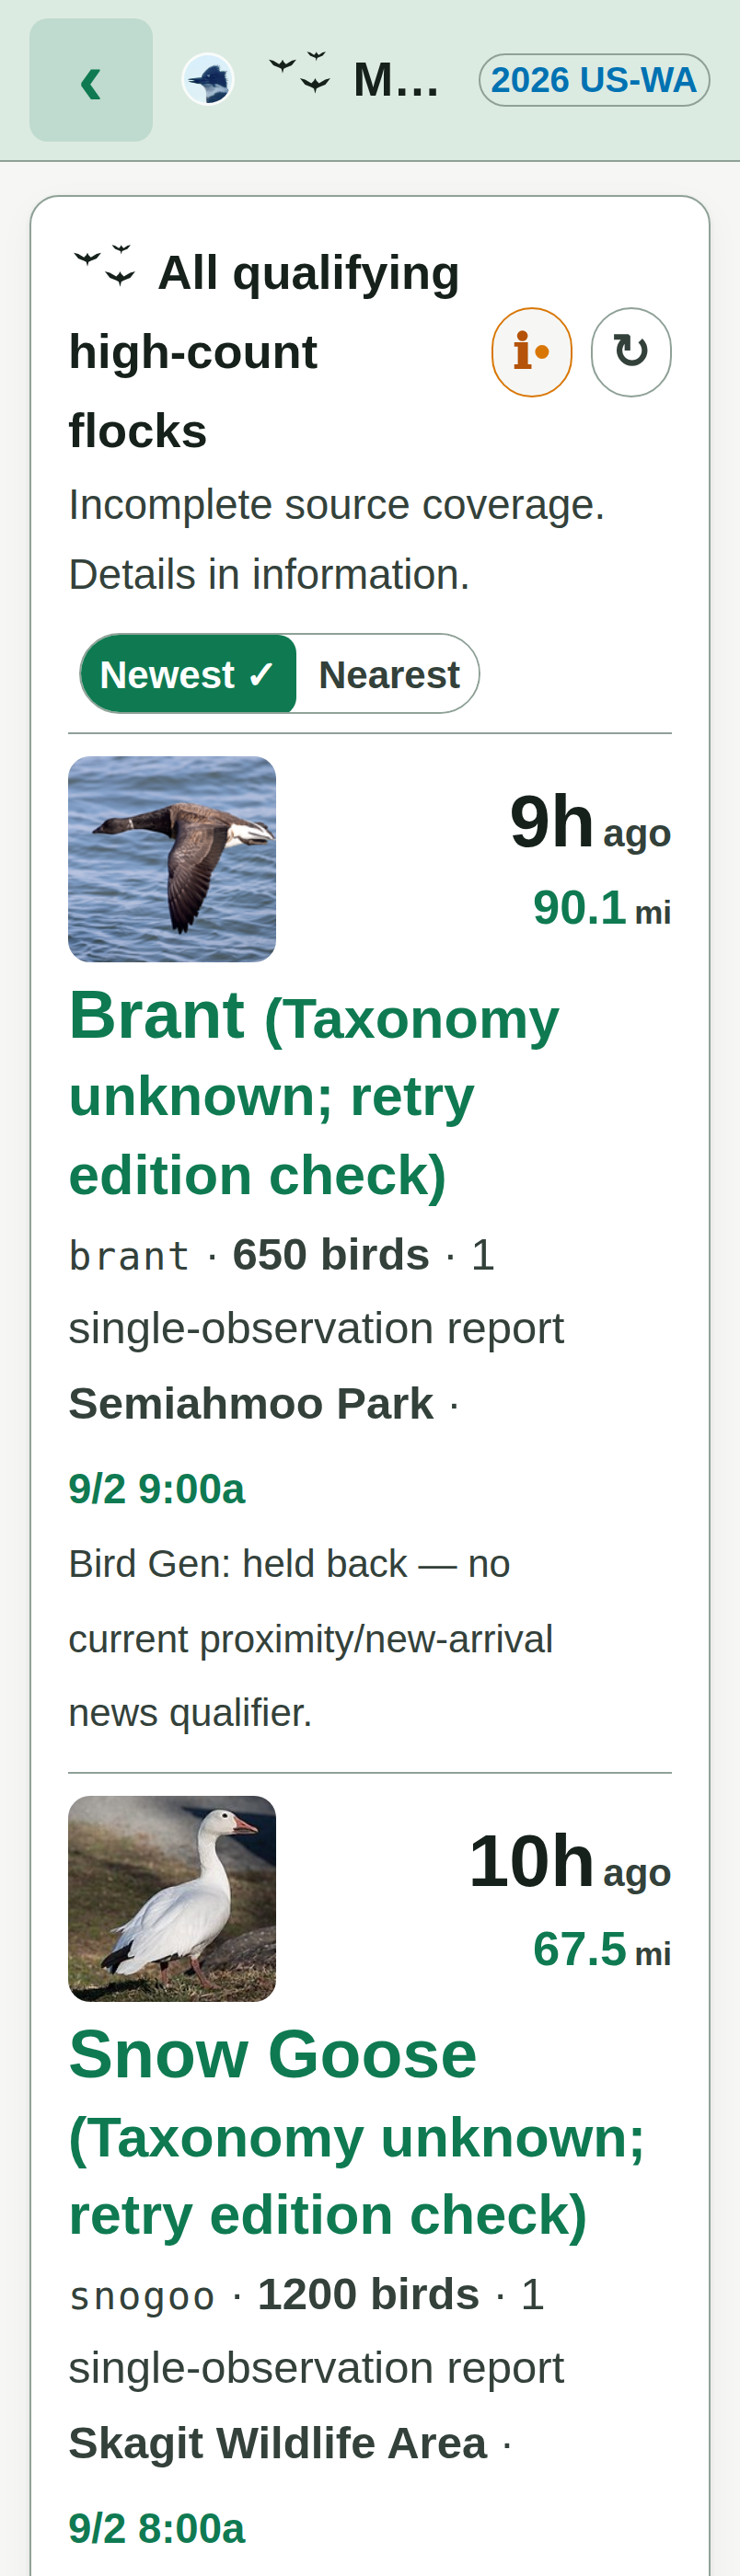 ‹ M... 2026 US-WA
All qualifying
high-count
flocks
i• ↻
Incomplete source coverage.
Details in information.
Newest ✓ Nearest
9h ago
90.1 mi
Brant (Taxonomy
unknown; retry
edition check)
brant · 650 birds · 1
single-observation report
Semiahmoo Park ·
9/2 9:00a
Bird Gen: held back — no
current proximity/new-arrival
news qualifier.
10h ago
67.5 mi
Snow Goose
(Taxonomy unknown;
retry edition check)
snogoo · 1200 birds · 1
single-observation report
Skagit Wildlife Area ·
9/2 8:00a